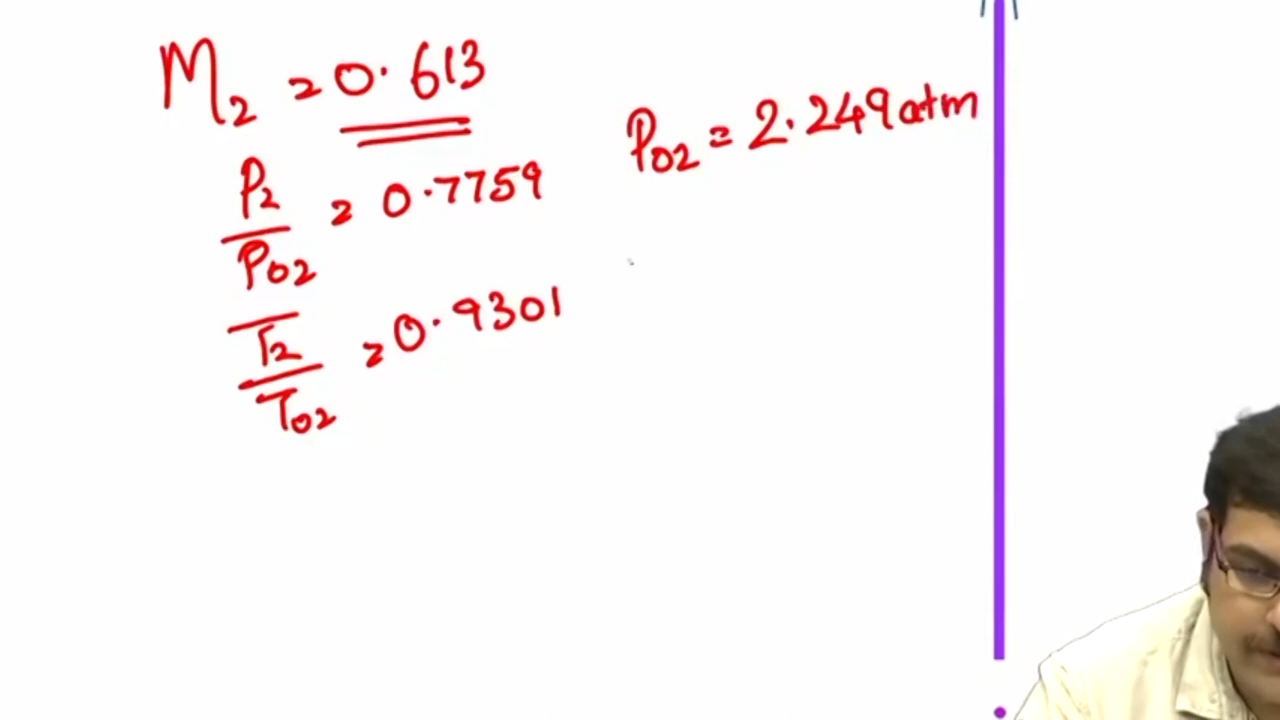 M₂ = 0.613
P₀₂ = 2.249 atm
P₂/P₀₂ = 0.7759
T₂/T₀₂ = 0.9301